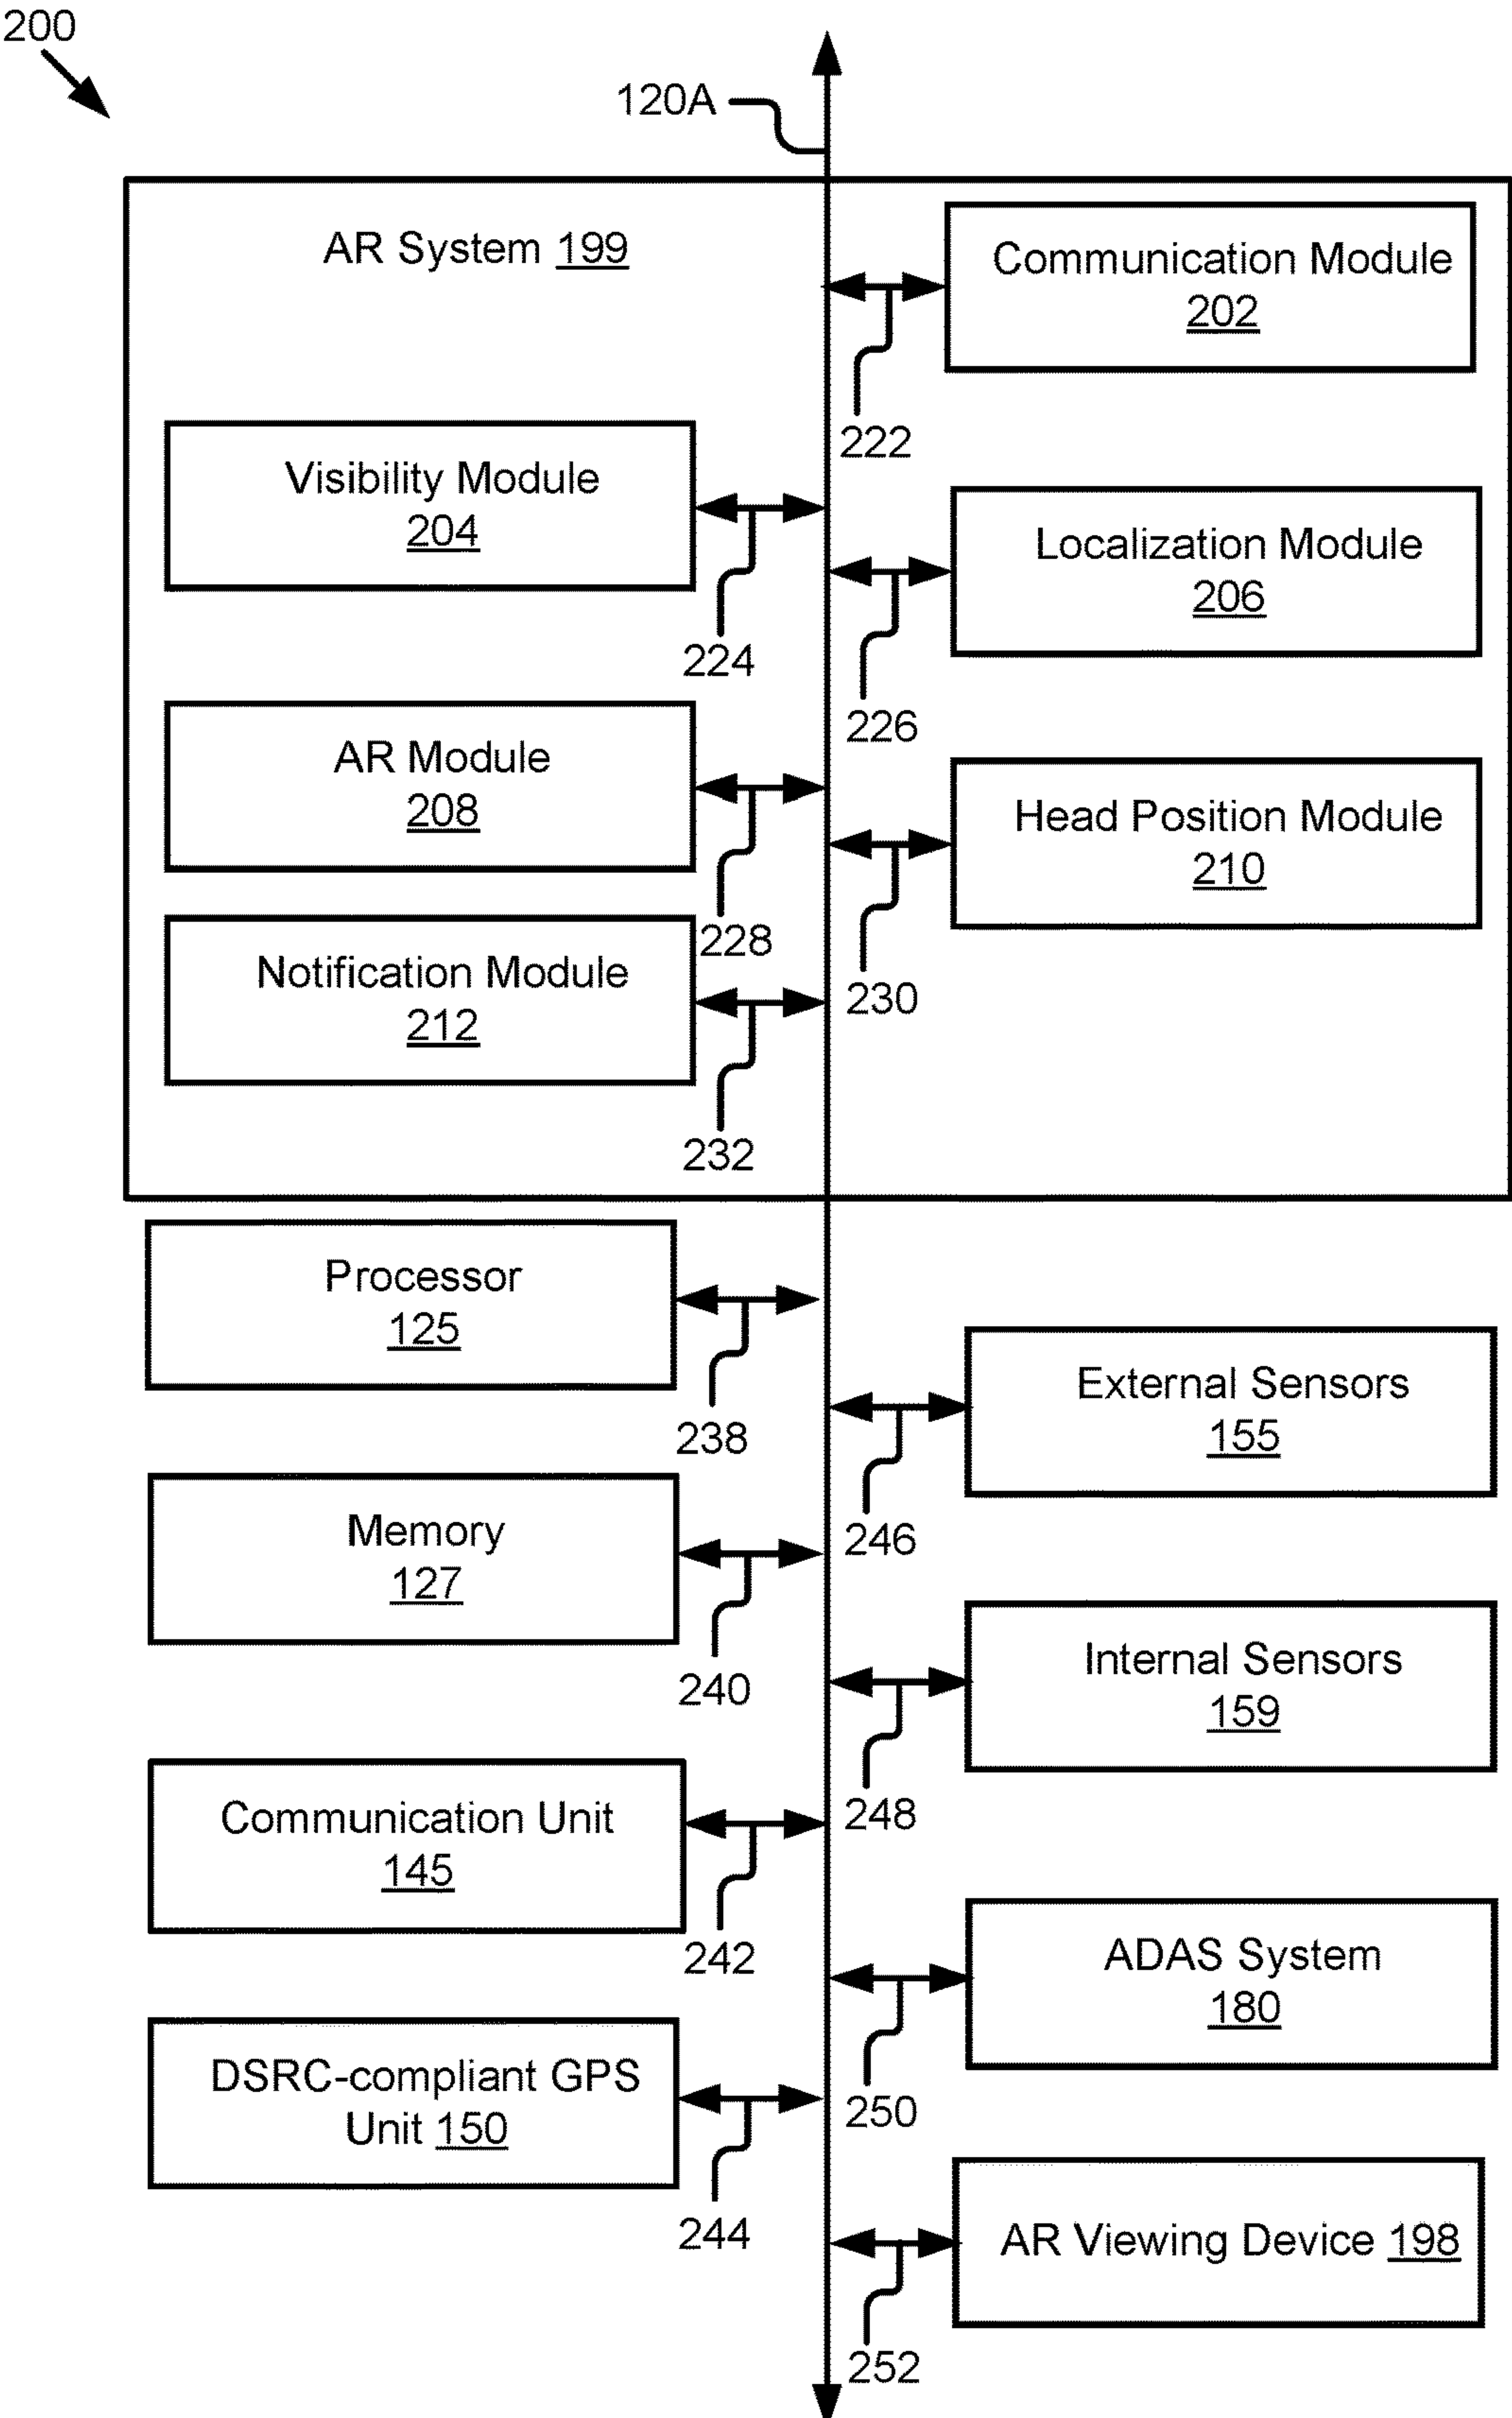 200
120A
AR System 199
Communication Module
202
222
Visibility Module
204
224
Localization Module
206
226
AR Module
208
228
Head Position Module
210
230
Notification Module
212
232
Processor
125
238
External Sensors
155
246
Memory
127
240
Internal Sensors
159
248
Communication Unit
145
242
ADAS System
180
250
DSRC-compliant GPS
Unit 150
244
AR Viewing Device 198
252